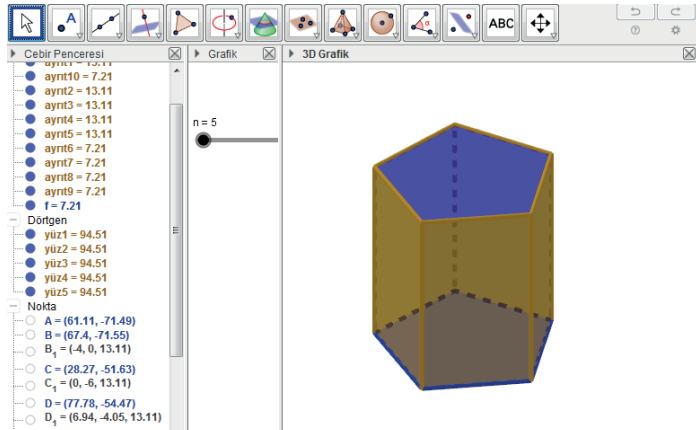 A
α
ABC
Cebir Penceresi
Grafik
3D Grafik
ayrıt1 = 13.11
ayrıt10 = 7.21
ayrıt2 = 13.11
ayrıt3 = 13.11
ayrıt4 = 13.11
ayrıt5 = 13.11
ayrıt6 = 7.21
ayrıt7 = 7.21
ayrıt8 = 7.21
ayrıt9 = 7.21
f = 7.21
Dörtgen
yüz1 = 94.51
yüz2 = 94.51
yüz3 = 94.51
yüz4 = 94.51
yüz5 = 94.51
Nokta
A = (61.11, -71.49)
B = (67.4, -71.55)
B₁ = (-4, 0, 13.11)
C = (28.27, -51.63)
C₁ = (0, -6, 13.11)
D = (77.78, -54.47)
D₁ = (6.94, -4.05, 13.11)
n = 5